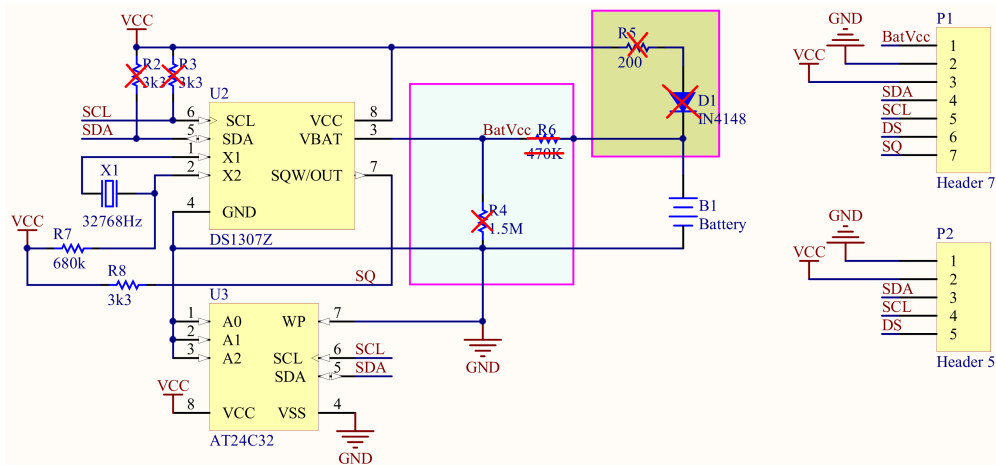 VCC
R2
3k3
R3
3k3
SCL
SDA
U2
6
5
1
2
4
SCL
SDA
X1
X2
GND
VCC
VBAT
SQW/OUT
8
3
7
DS1307Z
X1
32768Hz
VCC
R7
680k
R8
3k3
SQ
BatVcc
R6
470K
R4
1.5M
R5
200
D1
IN4148
B1
Battery
U3
1
2
3
8
A0
A1
A2
VCC
WP
SCL
SDA
VSS
7
6
5
4
SCL
SDA
VCC
AT24C32
GND
GND
GND
VCC
P1
BatVcc
SDA
SCL
DS
SQ
1
2
3
4
5
6
7
Header 7
GND
VCC
P2
SDA
SCL
DS
1
2
3
4
5
Header 5